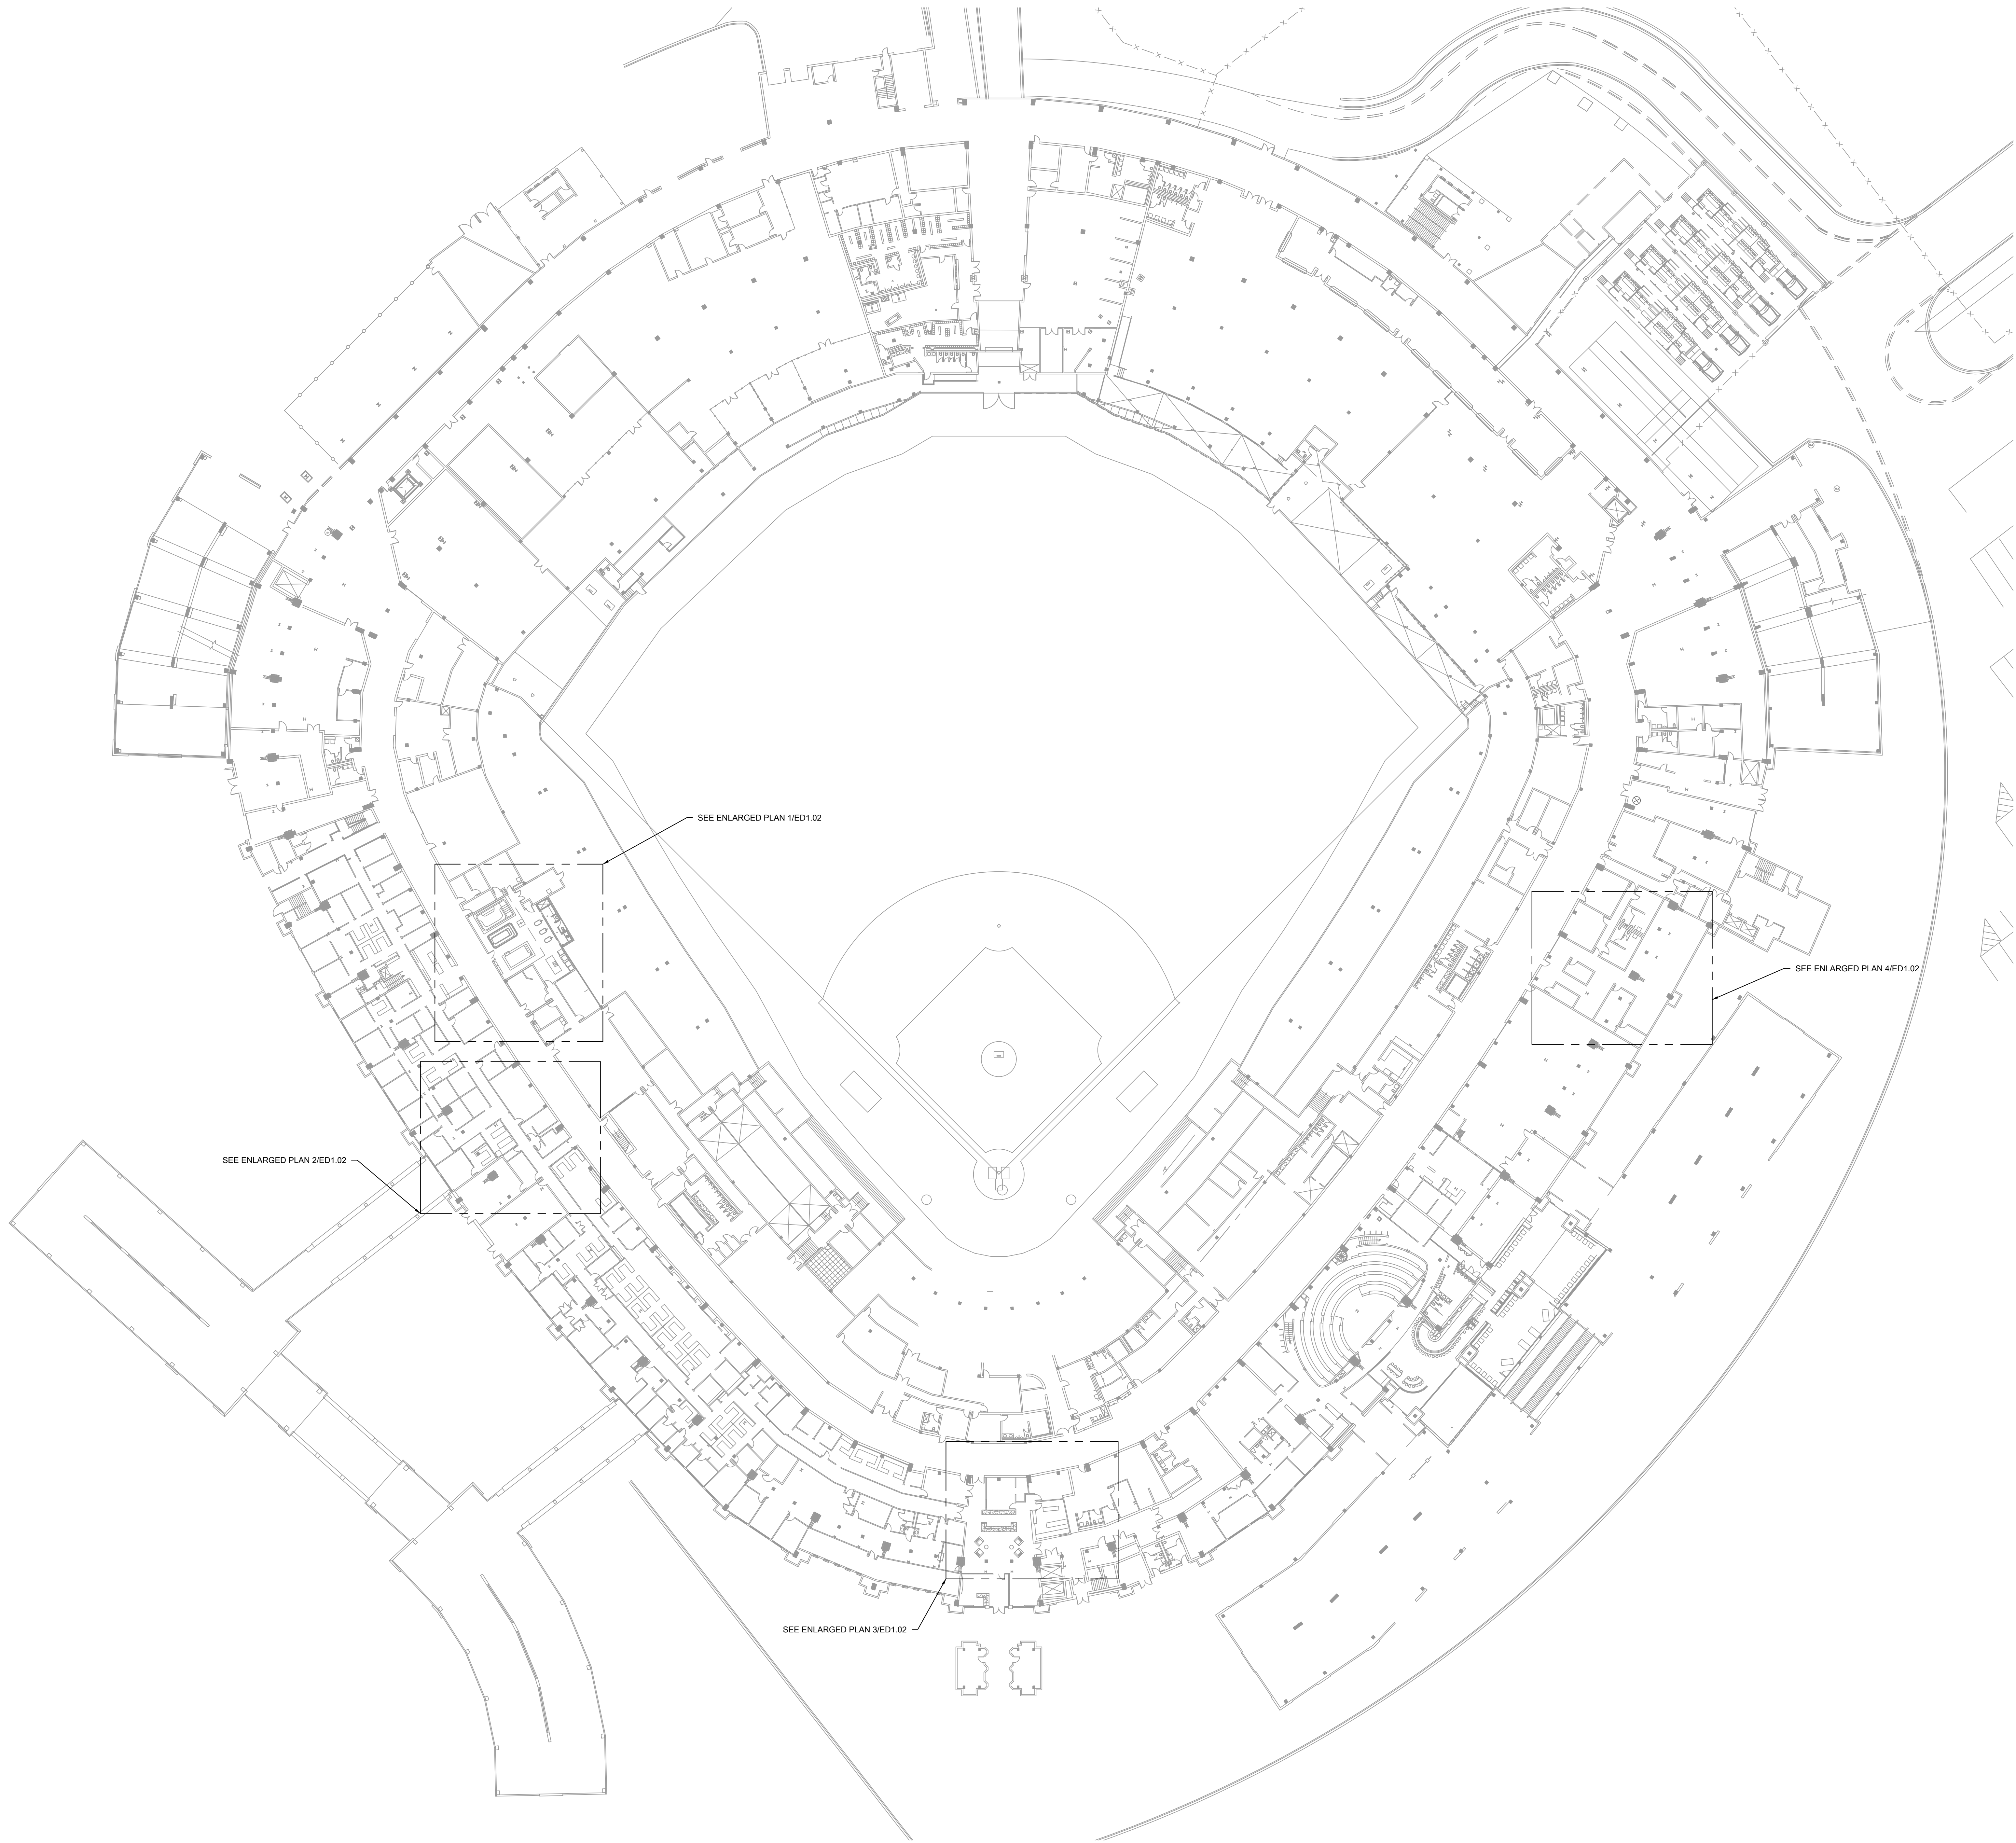 SEE ENLARGED PLAN 1/ED1.02
SEE ENLARGED PLAN 4/ED1.02
SEE ENLARGED PLAN 2/ED1.02
SEE ENLARGED PLAN 3/ED1.02